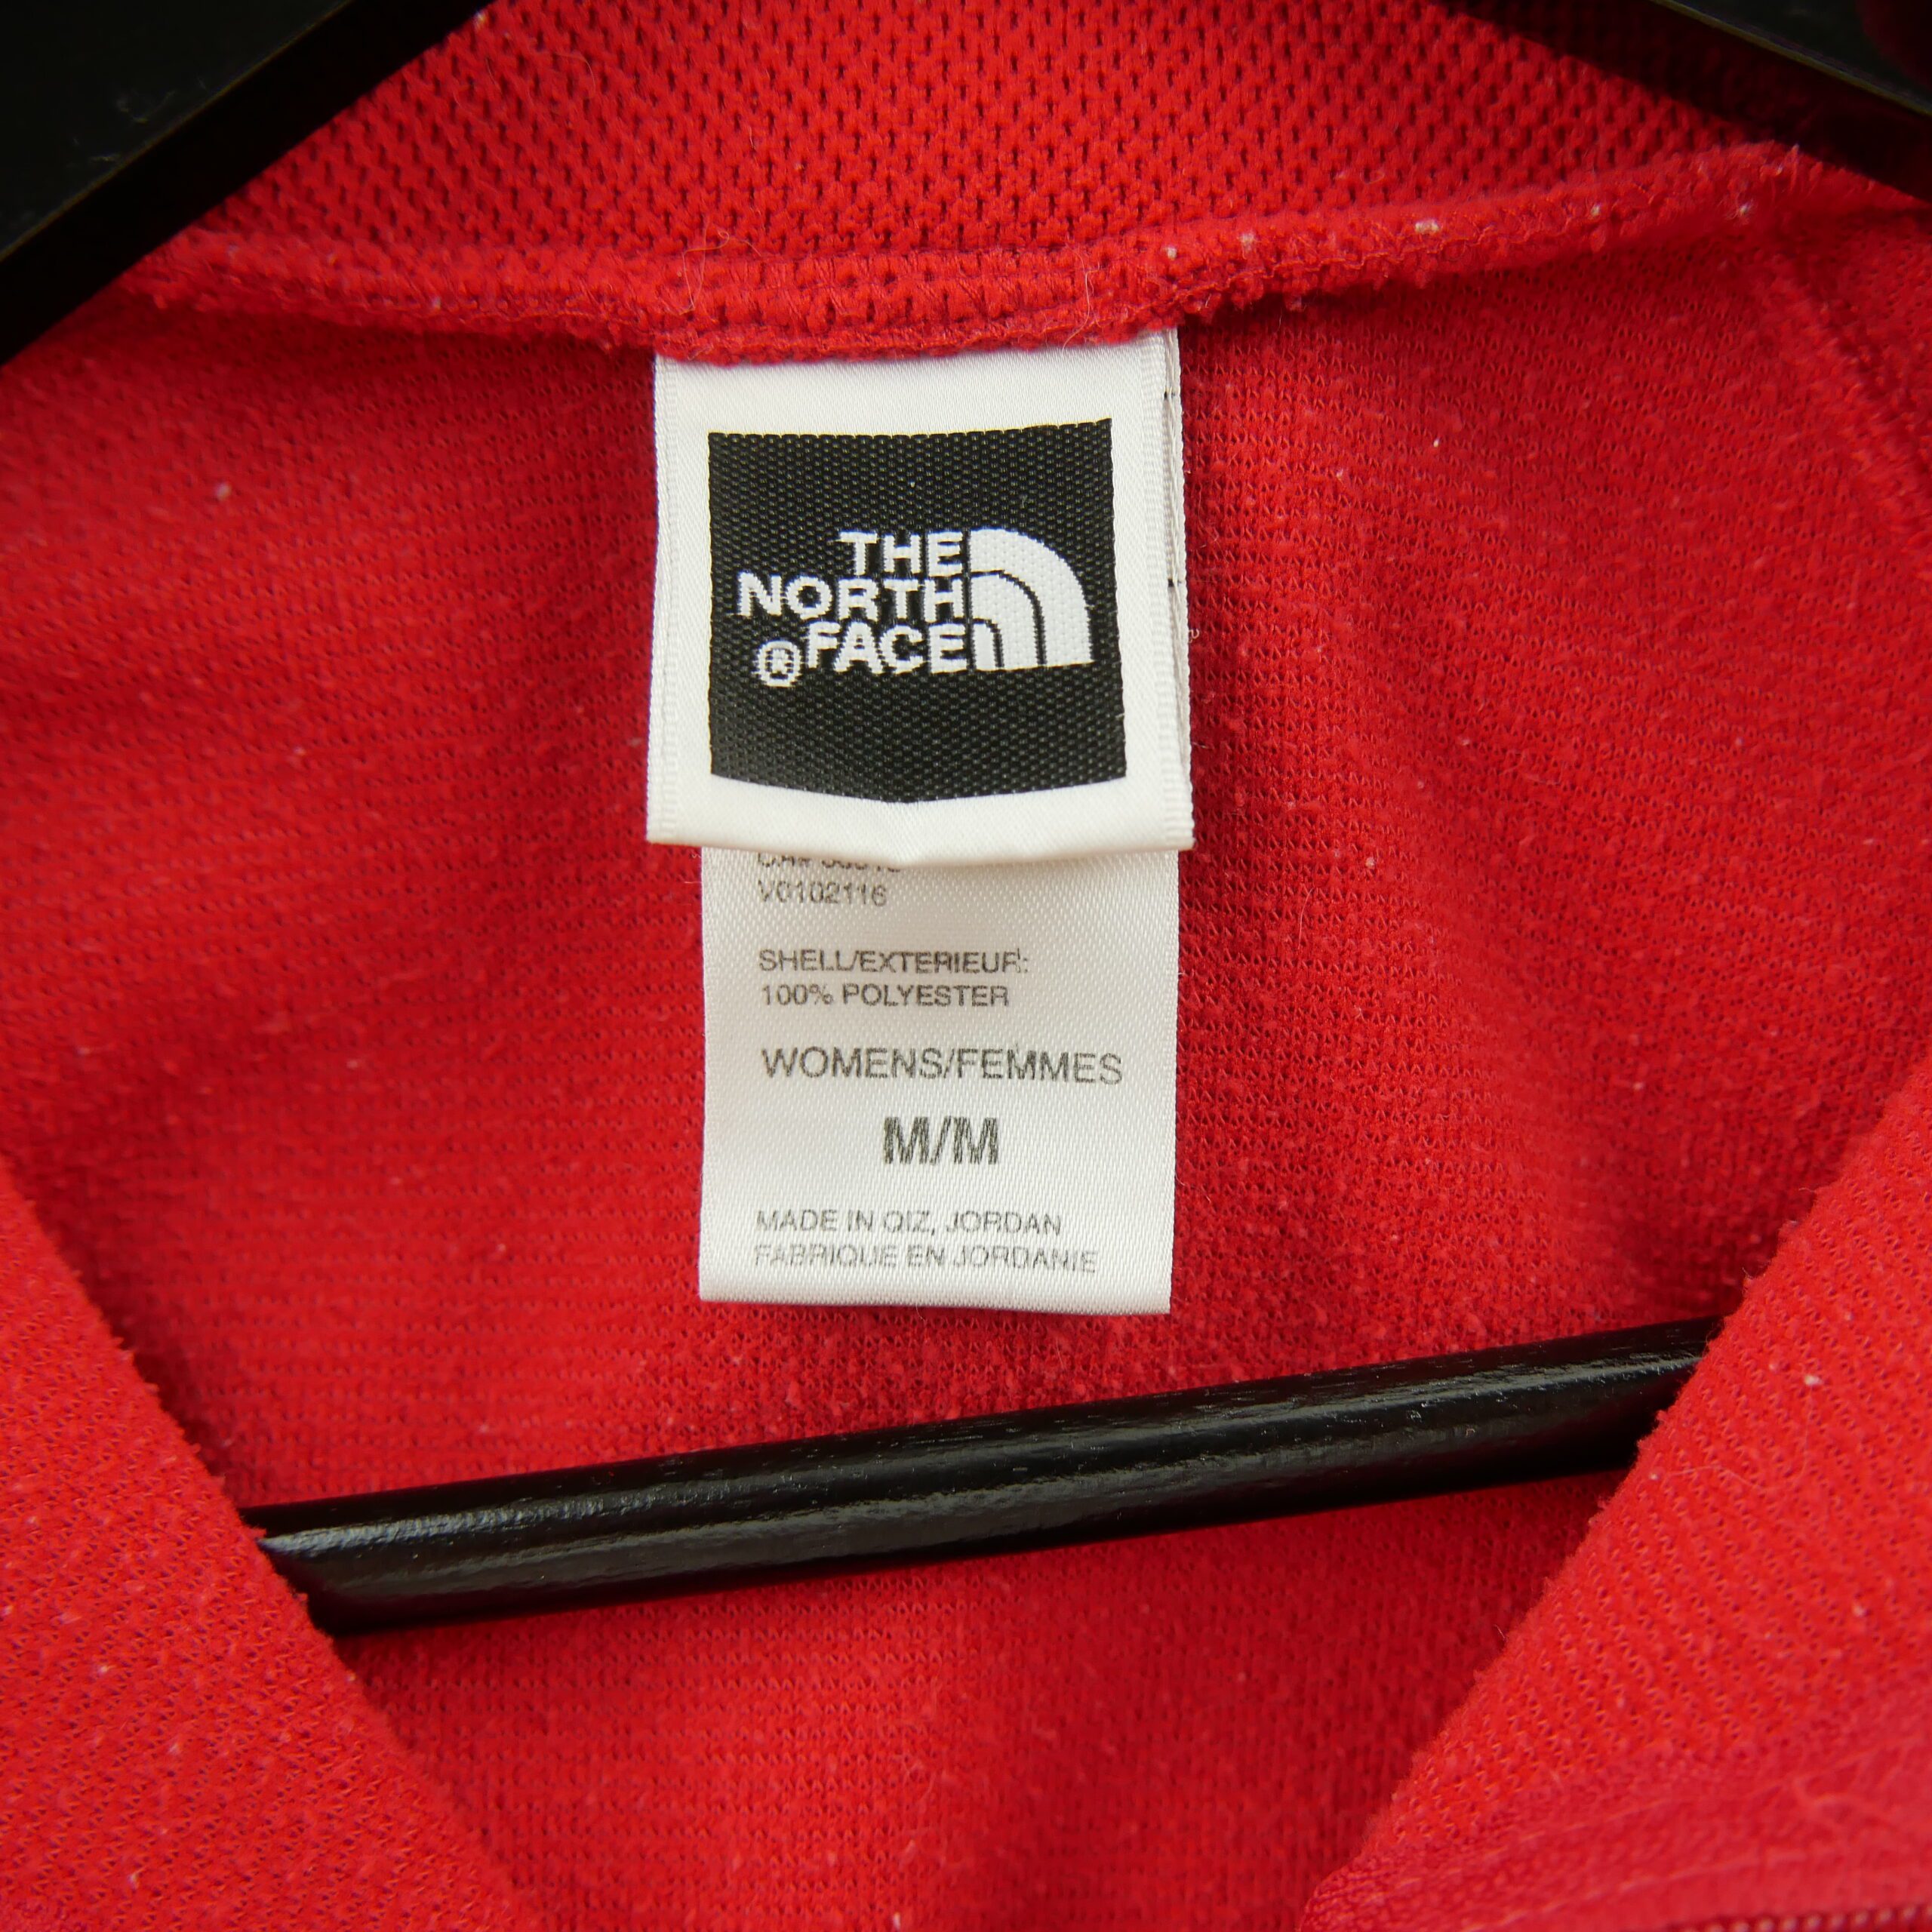 THE
NORTH
®FACE
V0102116
SHELL/EXTERIEUR:
100% POLYESTER
WOMENS/FEMMES
M/M
MADE IN QIZ, JORDAN
FABRIQUE EN JORDANIE